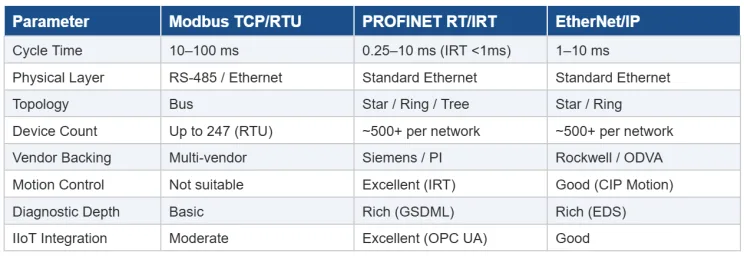 Parameter Modbus TCP/RTU PROFINET RT/IRT EtherNet/IP
Cycle Time 10–100 ms 0.25–10 ms (IRT <1ms) 1–10 ms
Physical Layer RS-485 / Ethernet Standard Ethernet Standard Ethernet
Topology Bus Star / Ring / Tree Star / Ring
Device Count Up to 247 (RTU) ~500+ per network ~500+ per network
Vendor Backing Multi-vendor Siemens / PI Rockwell / ODVA
Motion Control Not suitable Excellent (IRT) Good (CIP Motion)
Diagnostic Depth Basic Rich (GSDML) Rich (EDS)
IIoT Integration Moderate Excellent (OPC UA) Good